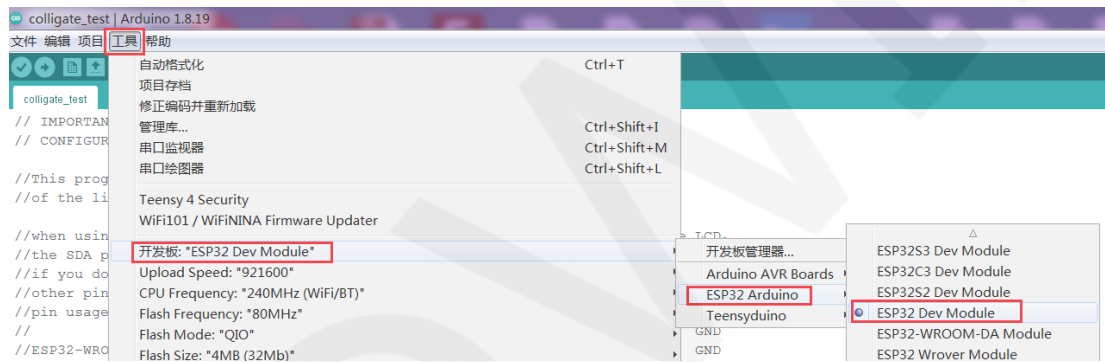 colligate_test | Arduino 1.8.19
文件 编辑 项目 工具 帮助
colligate_test
自动格式化 Ctrl+T
项目存档
修正编码并重新加载
管理库... Ctrl+Shift+I
串口监视器 Ctrl+Shift+M
串口绘图器 Ctrl+Shift+L
Teensy 4 Security
WiFi101 / WiFiNINA Firmware Updater
开发板: "ESP32 Dev Module"
Upload Speed: "921600"
CPU Frequency: "240MHz (WiFi/BT)"
Flash Frequency: "80MHz"
Flash Mode: "QIO"
Flash Size: "4MB (32Mb)"
// IMPORTAN
// CONFIGUR
//This prog
//of the li
//when usin
//the SDA p
//if you do
//other pin
//pin usage
//
//ESP32-WRO
LCD.
开发板管理器...
Arduino AVR Boards
ESP32 Arduino
Teensyduino
GND
GND
ESP32S3 Dev Module
ESP32C3 Dev Module
ESP32S2 Dev Module
ESP32 Dev Module
ESP32-WROOM-DA Module
ESP32 Wrover Module